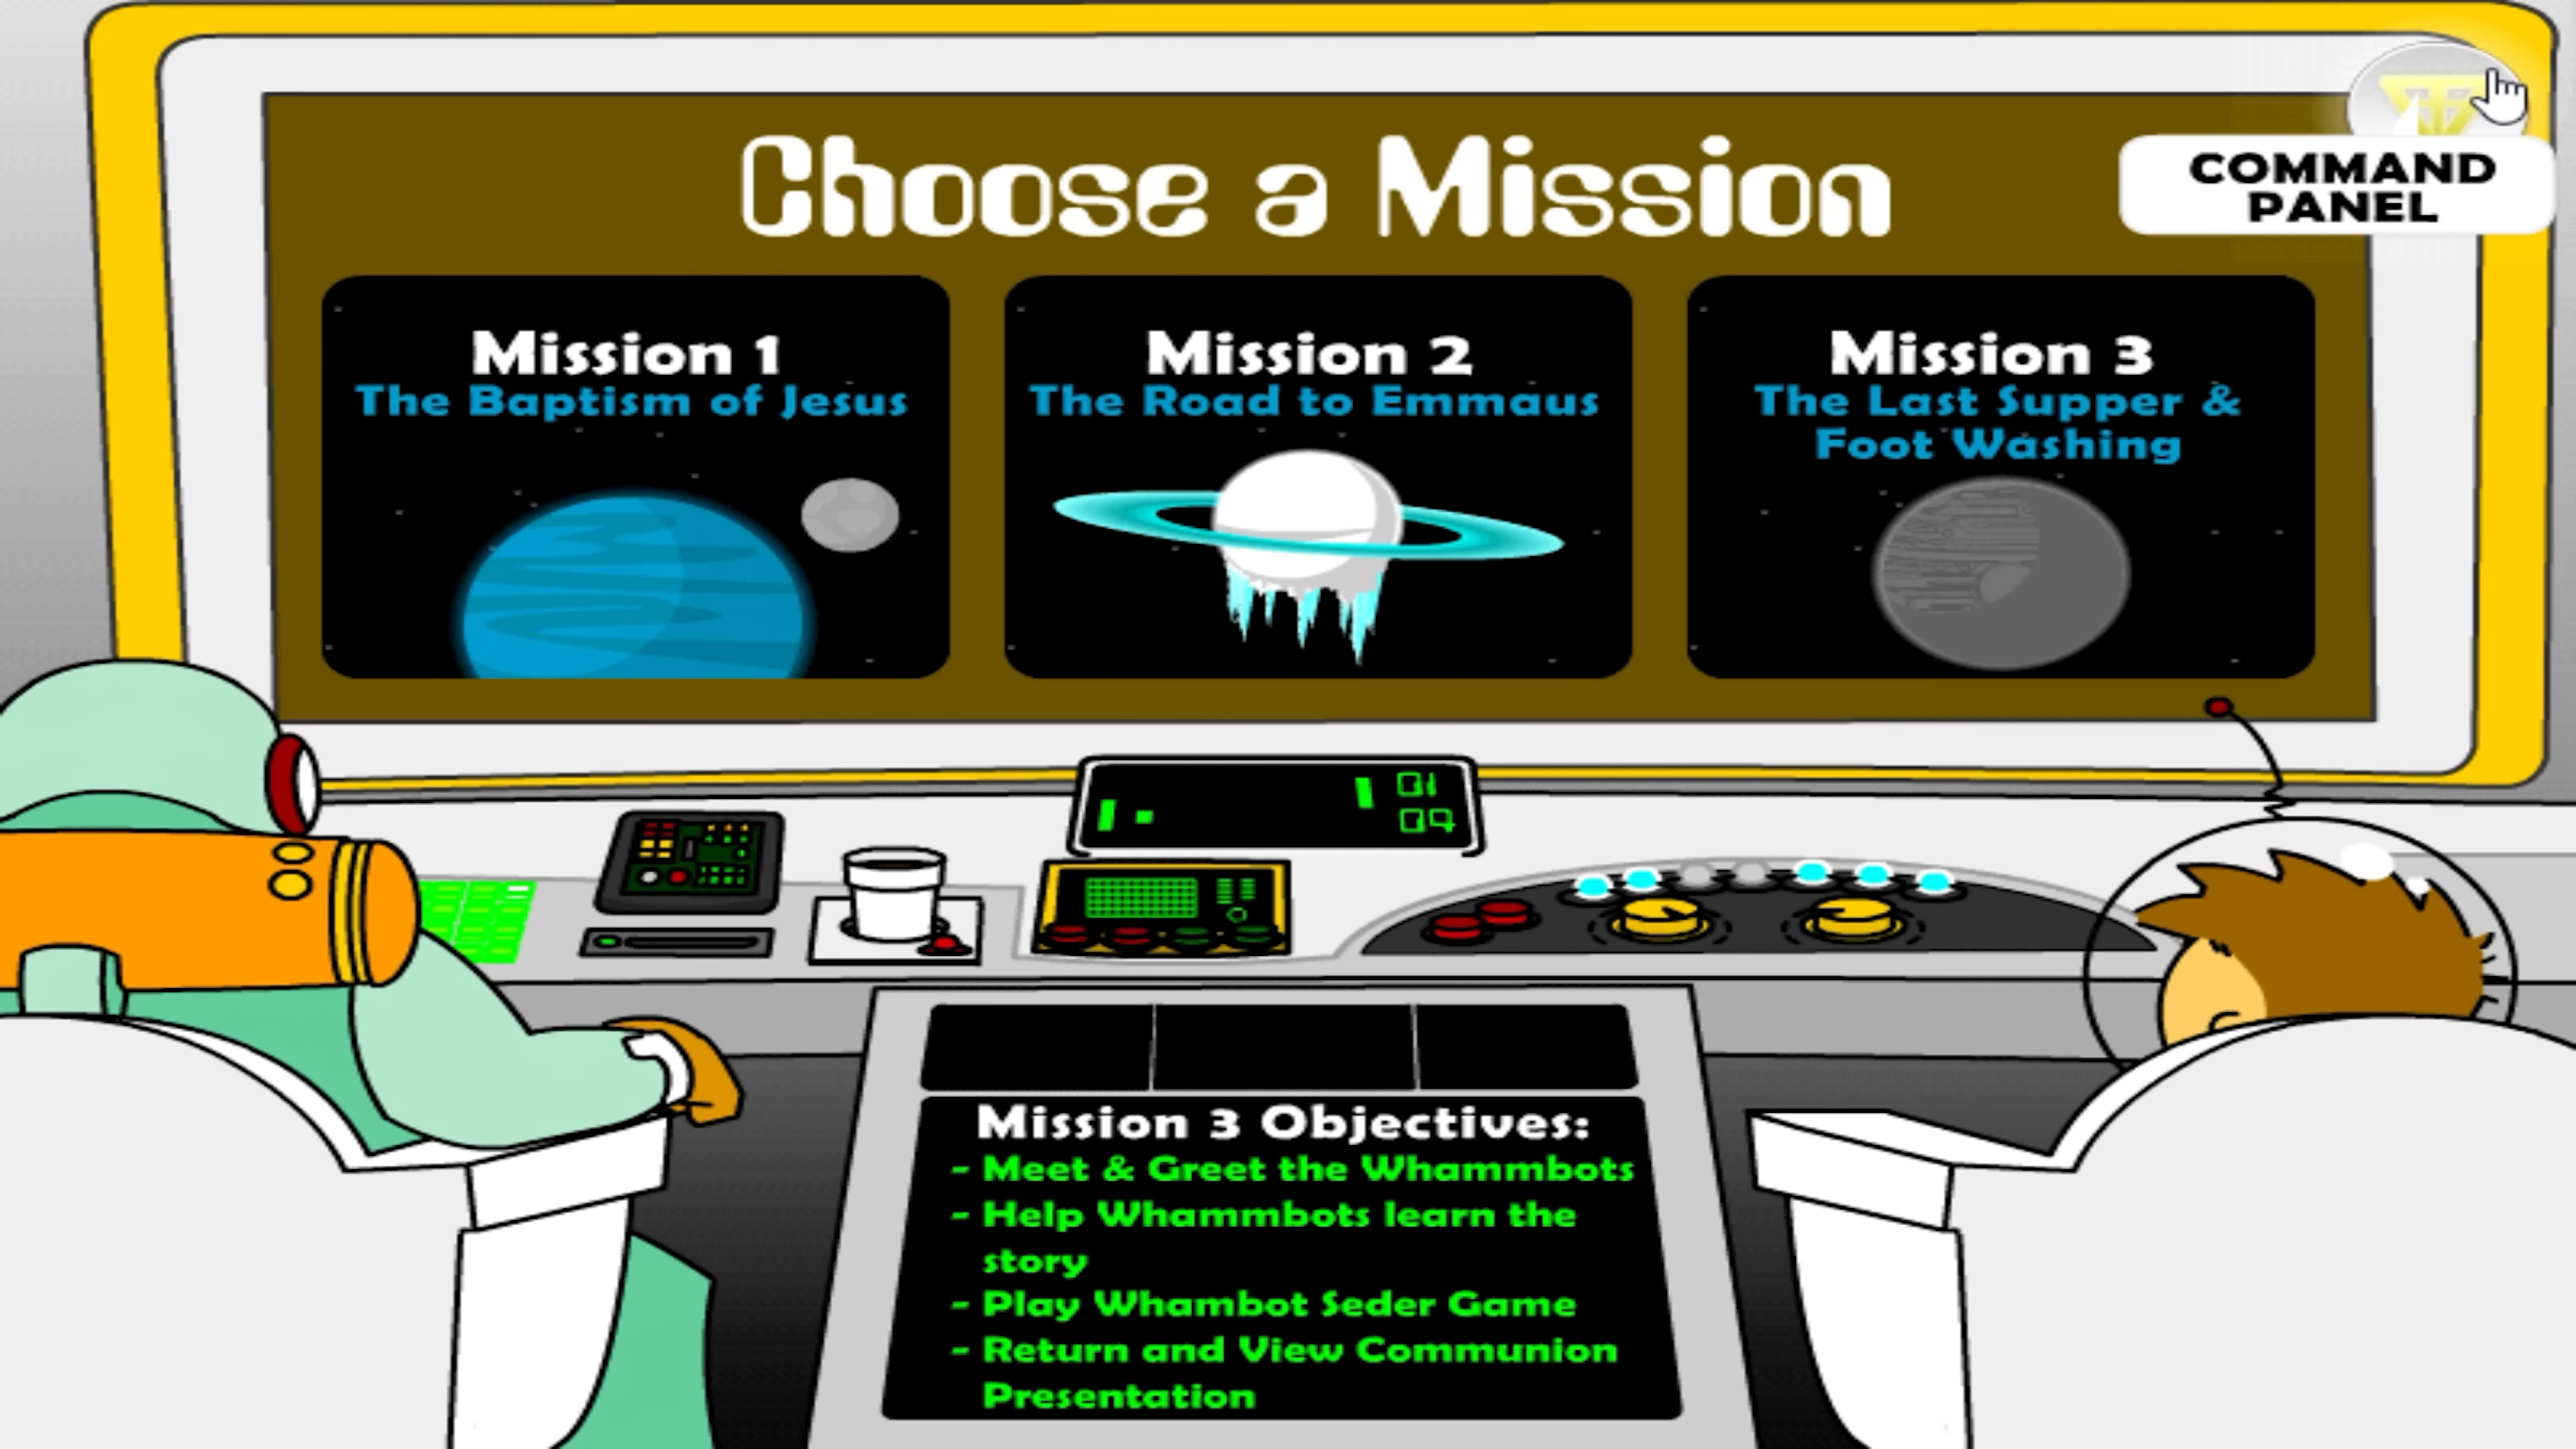 Choose a Mission
COMMAND
PANEL
Mission 1
The Baptism of Jesus
Mission 2
The Road to Emmaus
Mission 3
The Last Supper &
Foot Washing
01
09
Mission 3 Objectives:
- Meet & Greet the Whammbots
- Help Whammbots learn the
story
- Play Whambot Seder Game
- Return and View Communion
Presentation